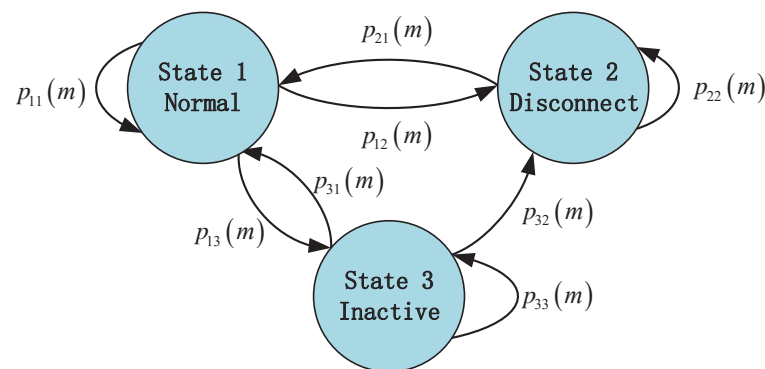 p21(m)
State 1
Normal
State 2
Disconnect
p11(m)
p22(m)
p12(m)
p31(m)
p13(m)
p32(m)
State 3
Inactive
p33(m)